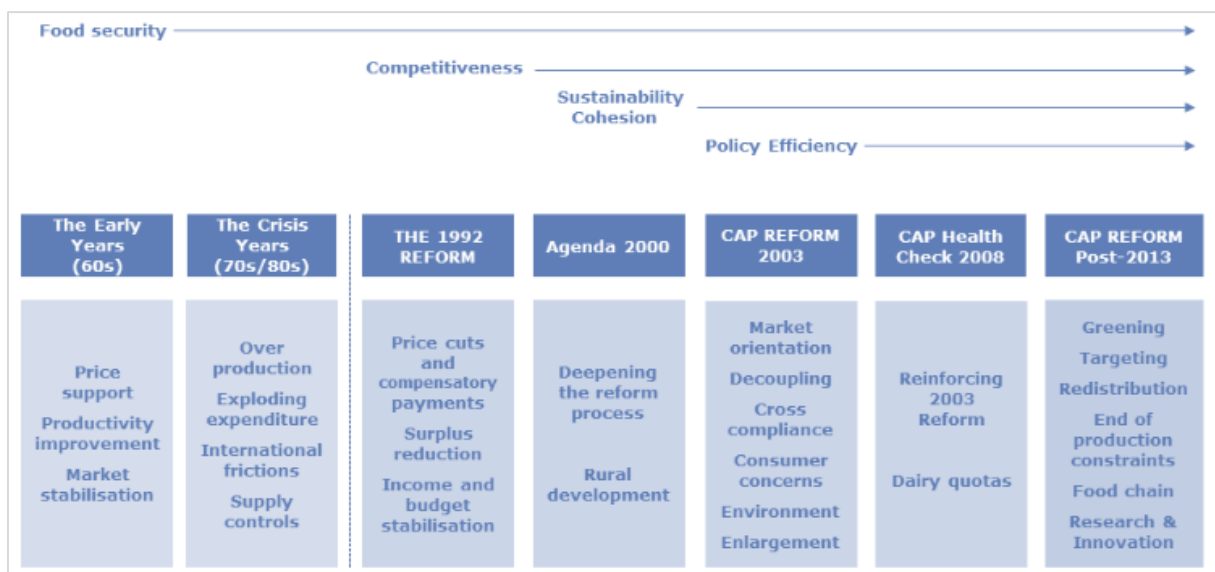 Food security
Competitiveness
Sustainability
Cohesion
Policy Efficiency
The Early
Years
(60s)
The Crisis
Years
(70s/80s)
THE 1992
REFORM
Agenda 2000
CAP REFORM
2003
CAP Health
Check 2008
CAP REFORM
Post-2013
Price
support
Productivity
improvement
Market
stabilisation
Over
production
Exploding
expenditure
International
frictions
Supply
controls
Price cuts
and
compensatory
payments
Surplus
reduction
Income and
budget
stabilisation
Deepening
the reform
process
Rural
development
Market
orientation
Decoupling
Cross
compliance
Consumer
concerns
Environment
Enlargement
Reinforcing
2003
Reform
Dairy quotas
Greening
Targeting
Redistribution
End of
production
constraints
Food chain
Research &
Innovation